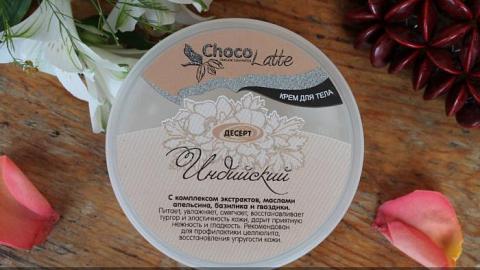 Choco
Latte
КРЕМ ДЛЯ ТЕЛА
ДЕСЕРТ
Индийский
С комплексом экстрактов, маслами
апельсина, базилика и гвоздики.
Питает, увлажняет, смягчает, восстанавливает
тургор и эластичность кожи, дарит приятную
нежность и гладкость. Рекомендован
для профилактики целлюлита,
восстановления упругости кожи.